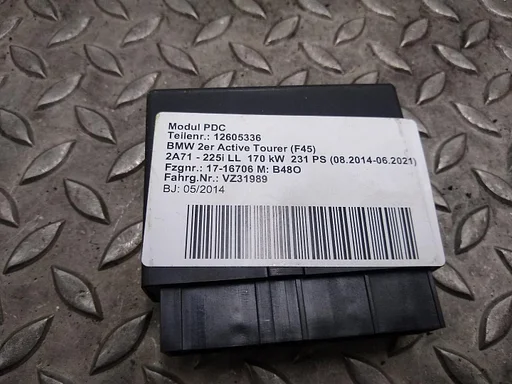 Modul PDC
Teilenr.: 12605336
BMW 2er Active Tourer (F45)
2A71 - 225i LL 170 kW 231 PS (08.2014-06.2021)
Fzgnr.: 17-16706 M: B48O
Fahrg.Nr.: VZ31989
BJ: 05/2014